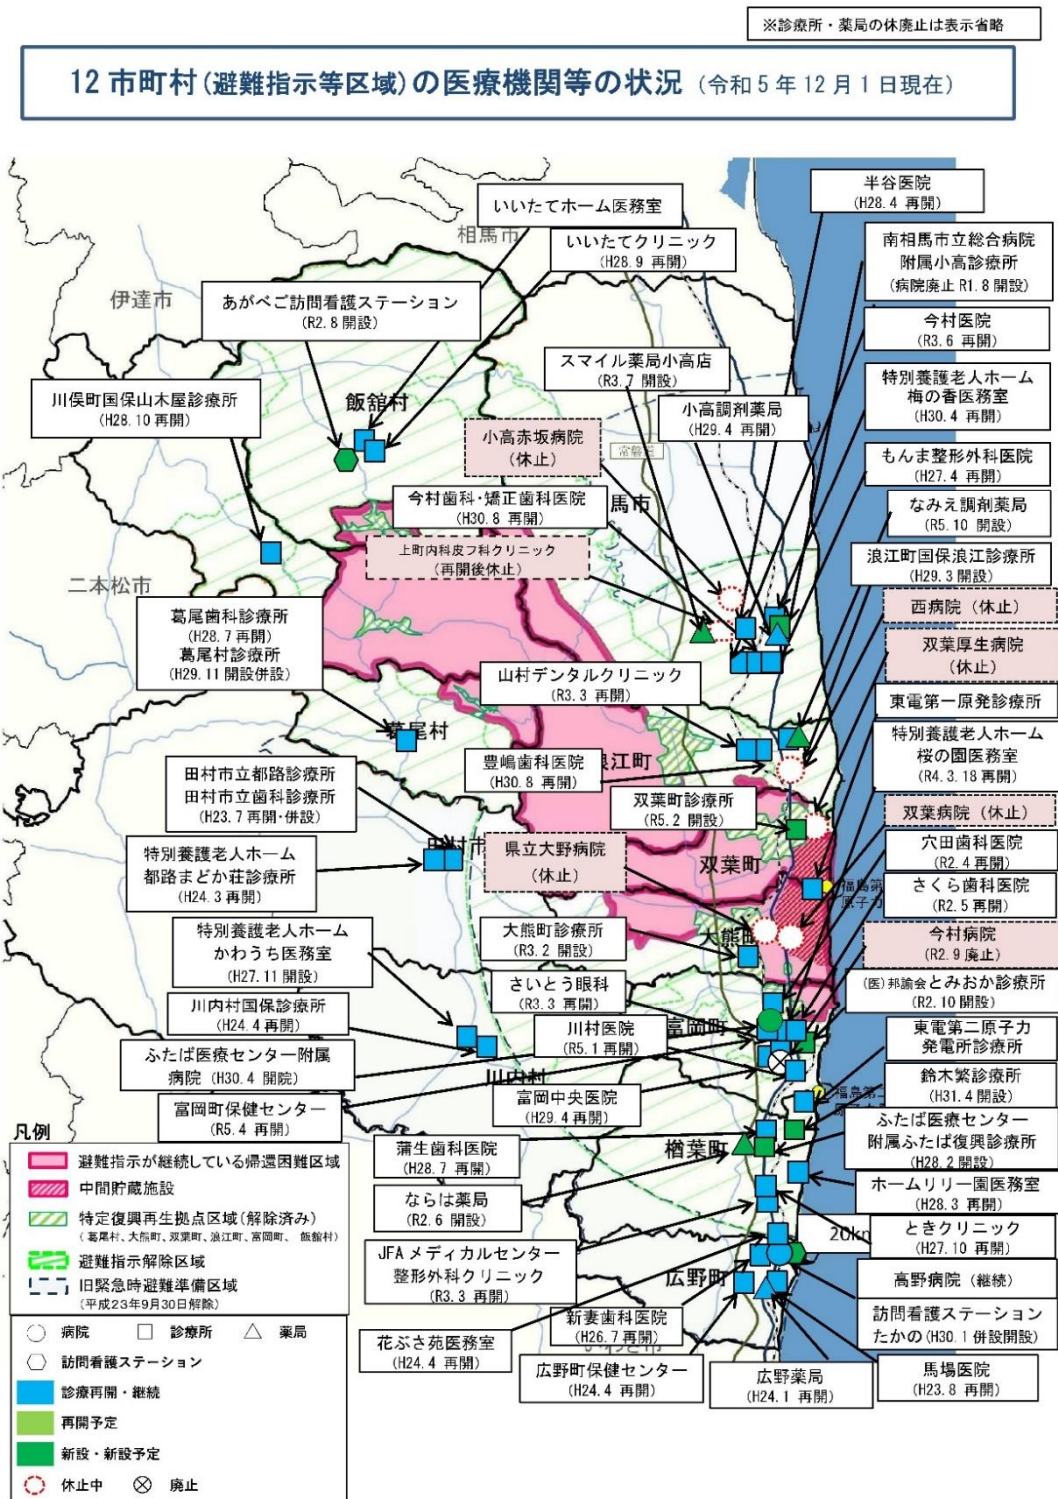 ※診療所・薬局の休廃止は表示省略
12市町村(避難指示等区域)の医療機関等の状況 (令和5年12月1日現在)
半谷医院
(H28.4 再開)
いいたてホーム医務室
相馬市
いいたてクリニック
(H28.9 再開)
南相馬市立総合病院
附属小高診療所
(病院廃止 R1.8 開設)
伊達市
あがべご訪問看護ステーション
(R2.8 開設)
今村医院
(R3.6 再開)
スマイル薬局小高店
(R3.7 開設)
特別養護老人ホーム
梅の香医務室
(H30.4 再開)
川俣町国保山木屋診療所
(H28.10 再開)
飯舘村
小高調剤薬局
(H29.4 再開)
小高赤坂病院
(休止)
常磐道
もんま整形外科医院
(H27.4 再開)
今村歯科・矯正歯科医院
(H30.8 再開)
馬市
なみえ調剤薬局
(R5.10 開設)
上町内科皮フ科クリニック
(再開後休止)
浪江町国保浪江診療所
(H29.3 開設)
二本松市
西病院 (休止)
葛尾歯科診療所
(H28.7 再開)
葛尾村診療所
(H29.11 開設併設)
双葉厚生病院
(休止)
山村デンタルクリニック
(R3.3 再開)
東電第一原発診療所
葛尾村
豊嶋歯科医院
(H30.8 再開)
浪江町
特別養護老人ホーム
桜の園医務室
(R4.3.18 再開)
田村市立都路診療所
田村市立歯科診療所
(H23.7 再開・併設)
双葉町診療所
(R5.2 開設)
双葉病院 (休止)
田村市
特別養護老人ホーム
都路まどか荘診療所
(H24.3 再開)
県立大野病院
(休止)
双葉町
穴田歯科医院
(R2.4 再開)
福島第
原子力
さくら歯科医院
(R2.5 再開)
特別養護老人ホーム
かわうち医務室
(H27.11 開設)
大熊町診療所
(R3.2 開設)
大熊町
今村病院
(R2.9 廃止)
さいとう眼科
(R3.3 再開)
(医)邦諭会とみおか診療所
(R2.10 開設)
川内村国保診療所
(H24.4 再開)
川村医院
(R5.1 再開)
富岡町
東電第二原子力
発電所診療所
ふたば医療センター附属
病院 (H30.4 開院)
川内村
鈴木繁診療所
(H31.4 開設)
富岡町保健センター
(R5.4 再開)
富岡中央医院
(H29.4 再開)
福島第二
凡例
避難指示が継続している帰還困難区域
中間貯蔵施設
特定復興再生拠点区域(解除済み)
(葛尾村、大熊町、双葉町、浪江町、富岡町、 飯舘村)
避難指示解除区域
旧緊急時避難準備区域
(平成23年9月30日解除)
病院
診療所
薬局
訪問看護ステーション
診療再開・継続
再開予定
新設・新設予定
休止中
廃止
蒲生歯科医院
(H28.7 再開)
楢葉町
ふたば医療センター
附属ふたば復興診療所
(H28.2 開設)
ならは薬局
(R2.6 開設)
ホームリリー園医務室
(H28.3 再開)
JFAメディカルセンター
整形外科クリニック
(R3.3 再開)
20km
ときクリニック
(H27.10 再開)
広野町
高野病院 (継続)
花ぶさ苑医務室
(H24.4 再開)
新妻歯科医院
(H26.7 再開)
訪問看護ステーション
たかの (H30.1 併設開設)
いわき市
広野町保健センター
(H24.4 再開)
広野薬局
(H24.1 再開)
馬場医院
(H23.8 再開)